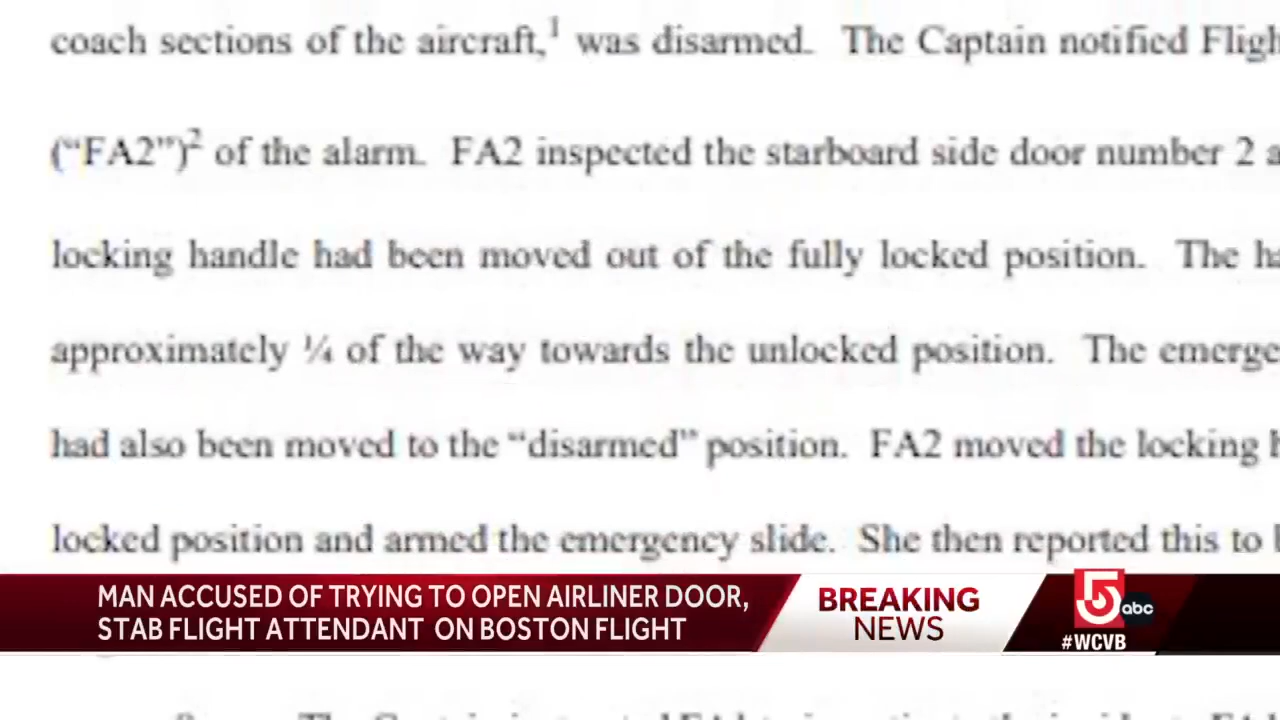 coach sections of the aircraft,¹ was disarmed. The Captain notified
(“FA2”)² of the alarm. FA2 inspected the starboard side door number 2
locking handle had been moved out of the fully locked position. The
approximately ¼ of the way towards the unlocked position. The
had also been moved to the “disarmed” position. FA2 moved the locking
locked position and armed the emergency slide. She then reported this to
MAN ACCUSED OF TRYING TO OPEN AIRLINER DOOR,
STAB FLIGHT ATTENDANT ON BOSTON FLIGHT
BREAKING
NEWS
5 abc
#WCVB